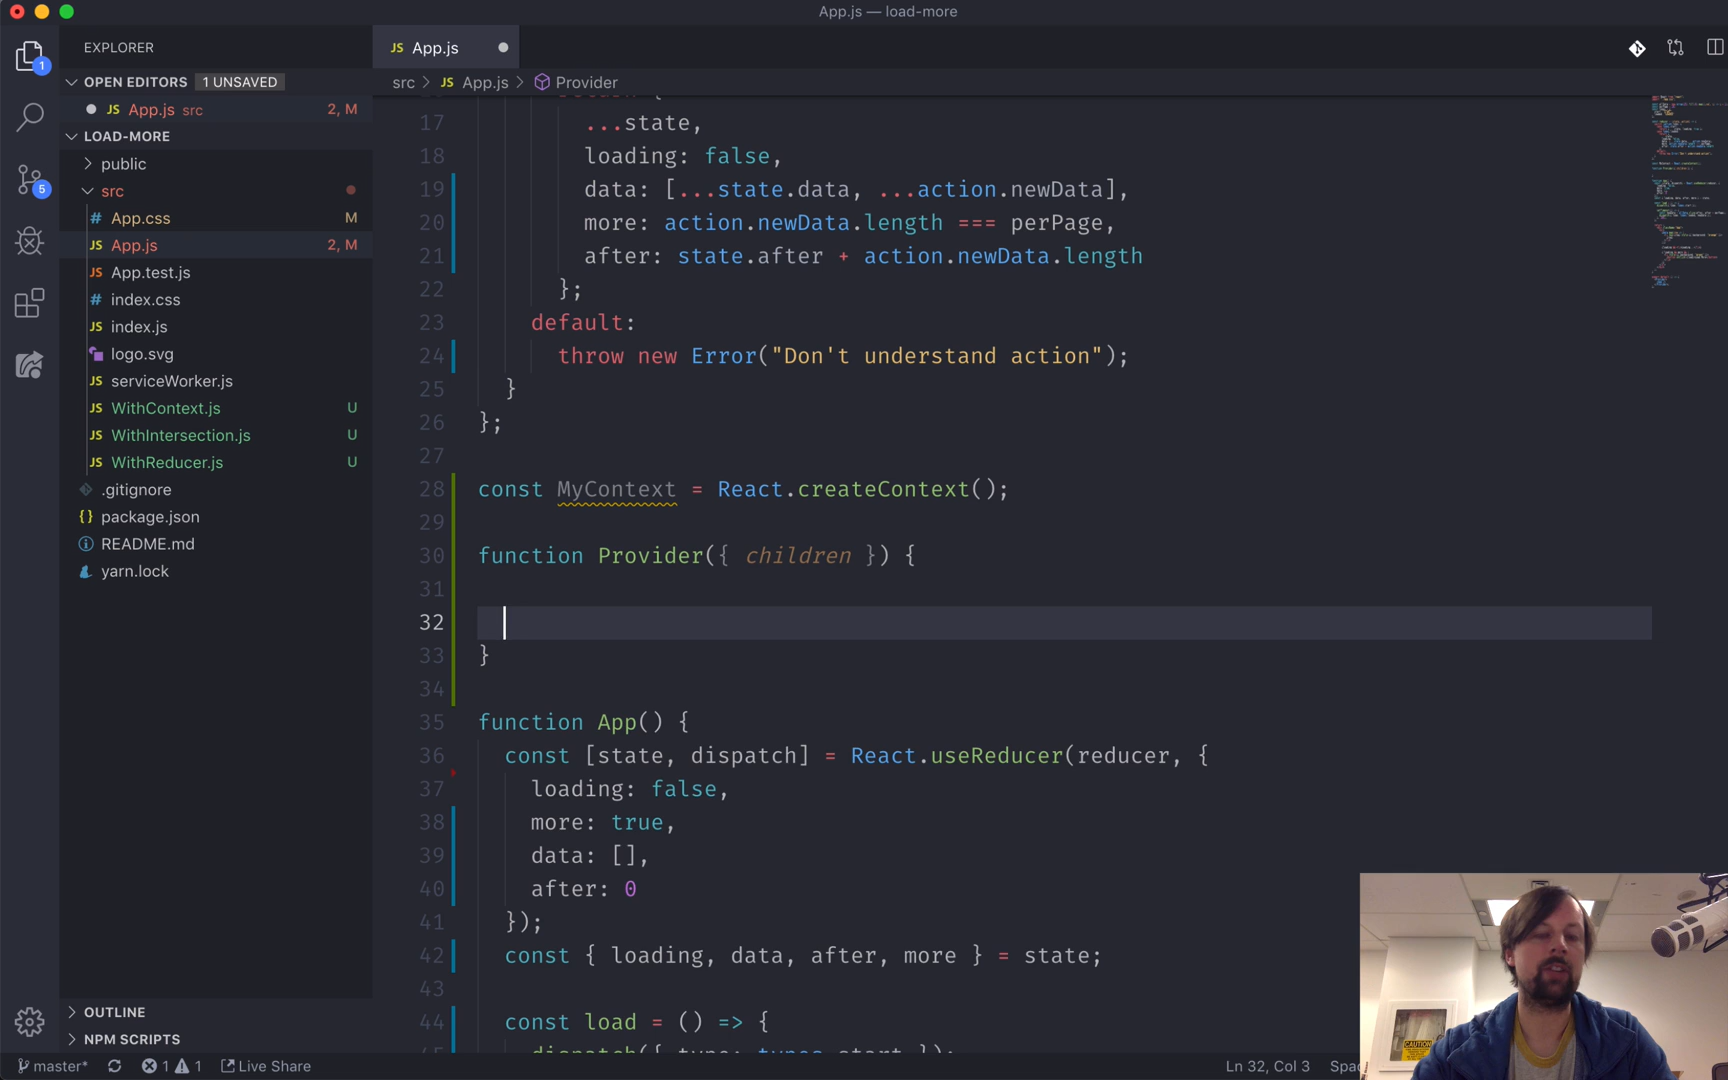 App.js — load-more
EXPLORER
JS App.js
OPEN EDITORS 1 UNSAVED
src > JS App.js > Provider
JS App.js src 2, M
LOAD-MORE
public
src
# App.css M
JS App.js 2, M
JS App.test.js
# index.css
JS index.js
logo.svg
JS serviceWorker.js
JS WithContext.js U
JS WithIntersection.js U
JS WithReducer.js U
.gitignore
{} package.json
README.md
yarn.lock
OUTLINE
NPM SCRIPTS
1
5
17 ...state,
18 loading: false,
19 data: [...state.data, ...action.newData],
20 more: action.newData.length === perPage,
21 after: state.after + action.newData.length
22 };
23 default:
24 throw new Error("Don't understand action");
25 }
26 };
27
28 const MyContext = React.createContext();
29
30 function Provider({ children }) {
31
32
33 }
34
35 function App() {
36 const [state, dispatch] = React.useReducer(reducer, {
37 loading: false,
38 more: true,
39 data: [],
40 after: 0
41 });
42 const { loading, data, after, more } = state;
43
44 const load = () => {
dispatch({ type: types.start });
CAUTION
master* 1 1 Live Share
Ln 32, Col 3 Spac